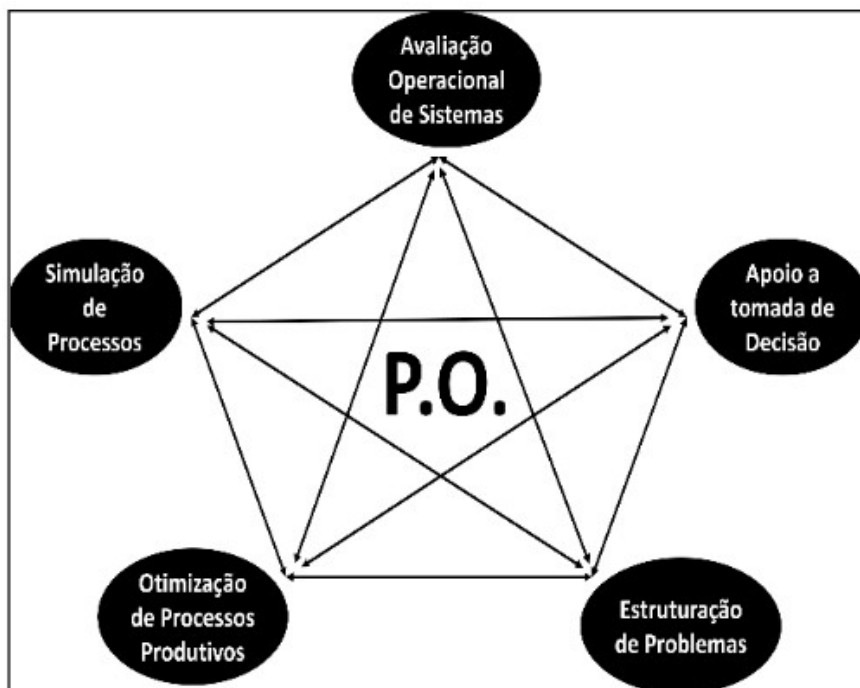 Avaliação
Operacional
de Sistemas
Simulação
de
Processos
Apoio a
tomada de
Decisão
P.O.
Otimização
de Processos
Produtivos
Estruturação
de Problemas